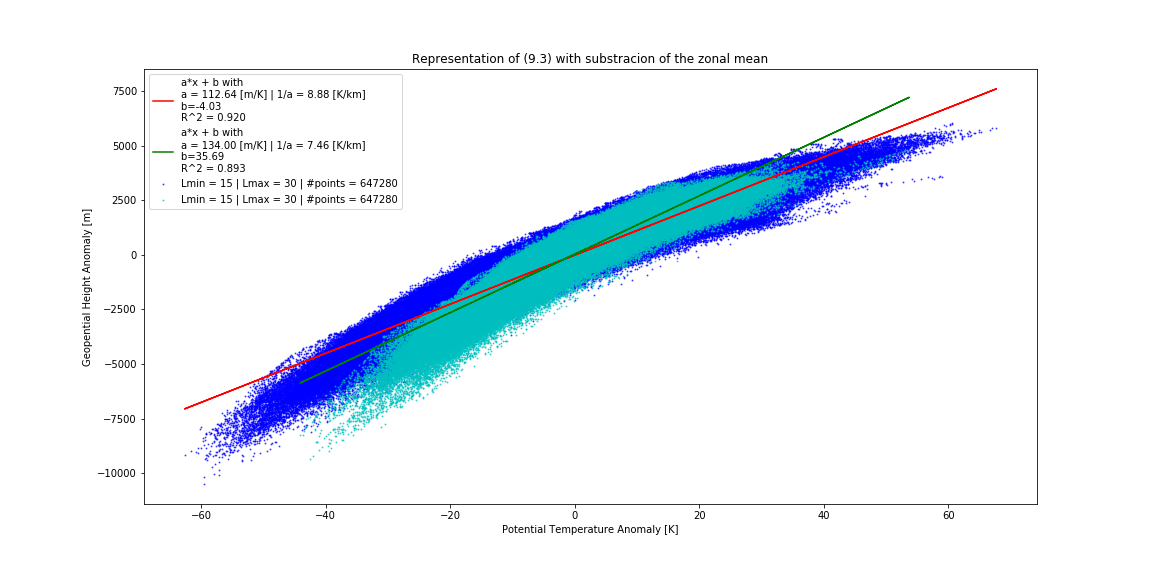 Representation of (9.3) with substracion of the zonal mean
a*x + b with
a = 112.64 [m/K] | 1/a = 8.88 [K/km]
b=-4.03
R^2 = 0.920
a*x + b with
a = 134.00 [m/K] | 1/a = 7.46 [K/km]
b=35.69
R^2 = 0.893
Lmin = 15 | Lmax = 30 | #points = 647280
Lmin = 15 | Lmax = 30 | #points = 647280
Geopential Height Anomaly [m]
7500
5000
2500
0
−2500
−5000
−7500
−10000
−60
−40
−20
0
20
40
60
Potential Temperature Anomaly [K]